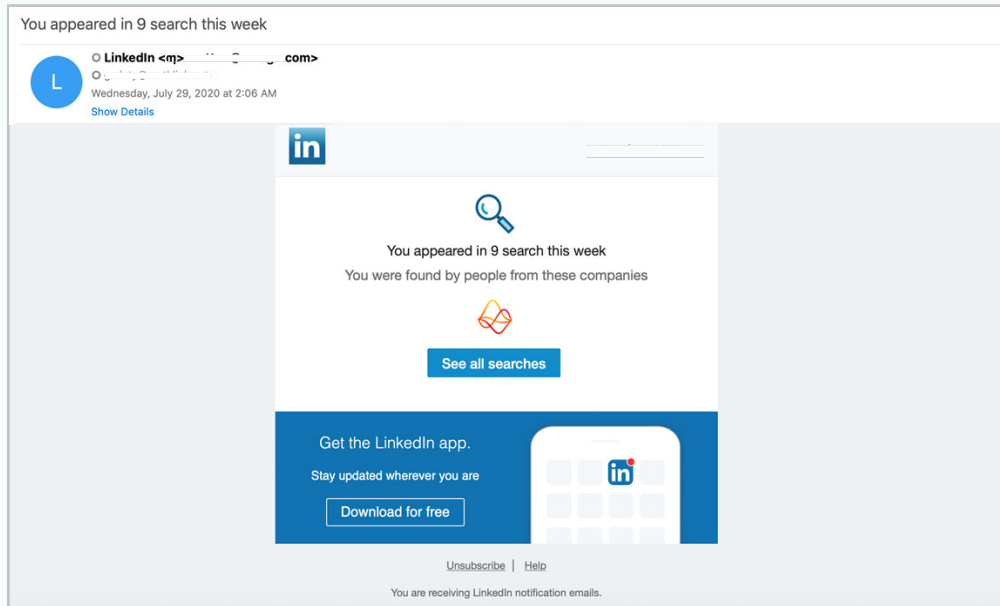 You appeared in 9 search this week
LinkedIn <m> com>
L
Wednesday, July 29, 2020 at 2:06 AM
Show Details
in
You appeared in 9 search this week
You were found by people from these companies
See all searches
Get the LinkedIn app.
Stay updated wherever you are
in
Download for free
Unsubscribe | Help
You are receiving LinkedIn notification emails.